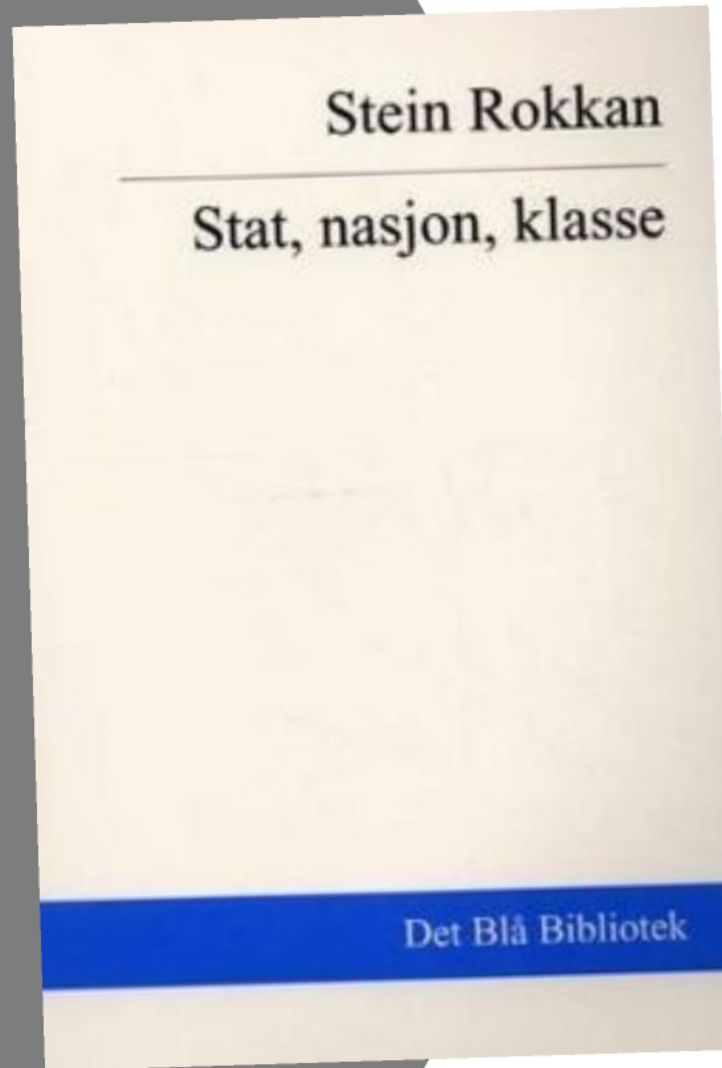 Stein Rokkan
Stat, nasjon, klasse
Det Blå Bibliotek